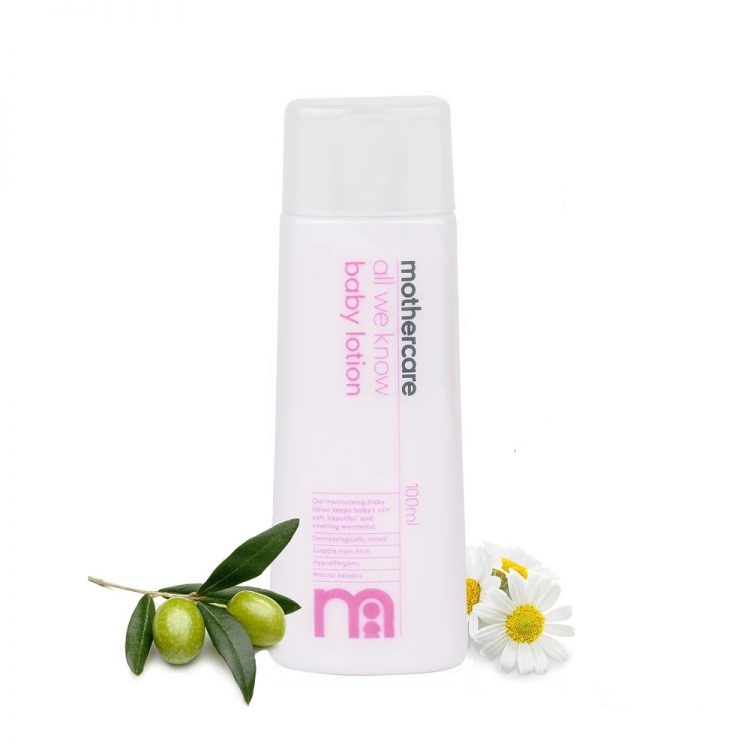 mothercare
all we know
baby lotion
100ml
Our moisturising baby
lotion keeps baby's skin
soft, beautiful, and
smelling wonderful.
Dermatologically tested
Suitable from birth
Hypoallergenic
Natural extracts
m